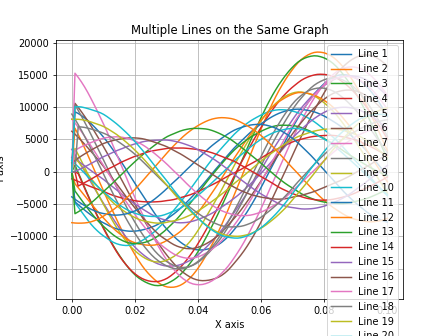 Multiple Lines on the Same Graph
20000
15000
10000
5000
0
−5000
−10000
−15000
0.00
0.02
0.04
0.06
0.08
X axis
Line 1
Line 2
Line 3
Line 4
Line 5
Line 6
Line 7
Line 8
Line 9
Line 10
Line 11
Line 12
Line 13
Line 14
Line 15
Line 16
Line 17
Line 18
Line 19
Line 20